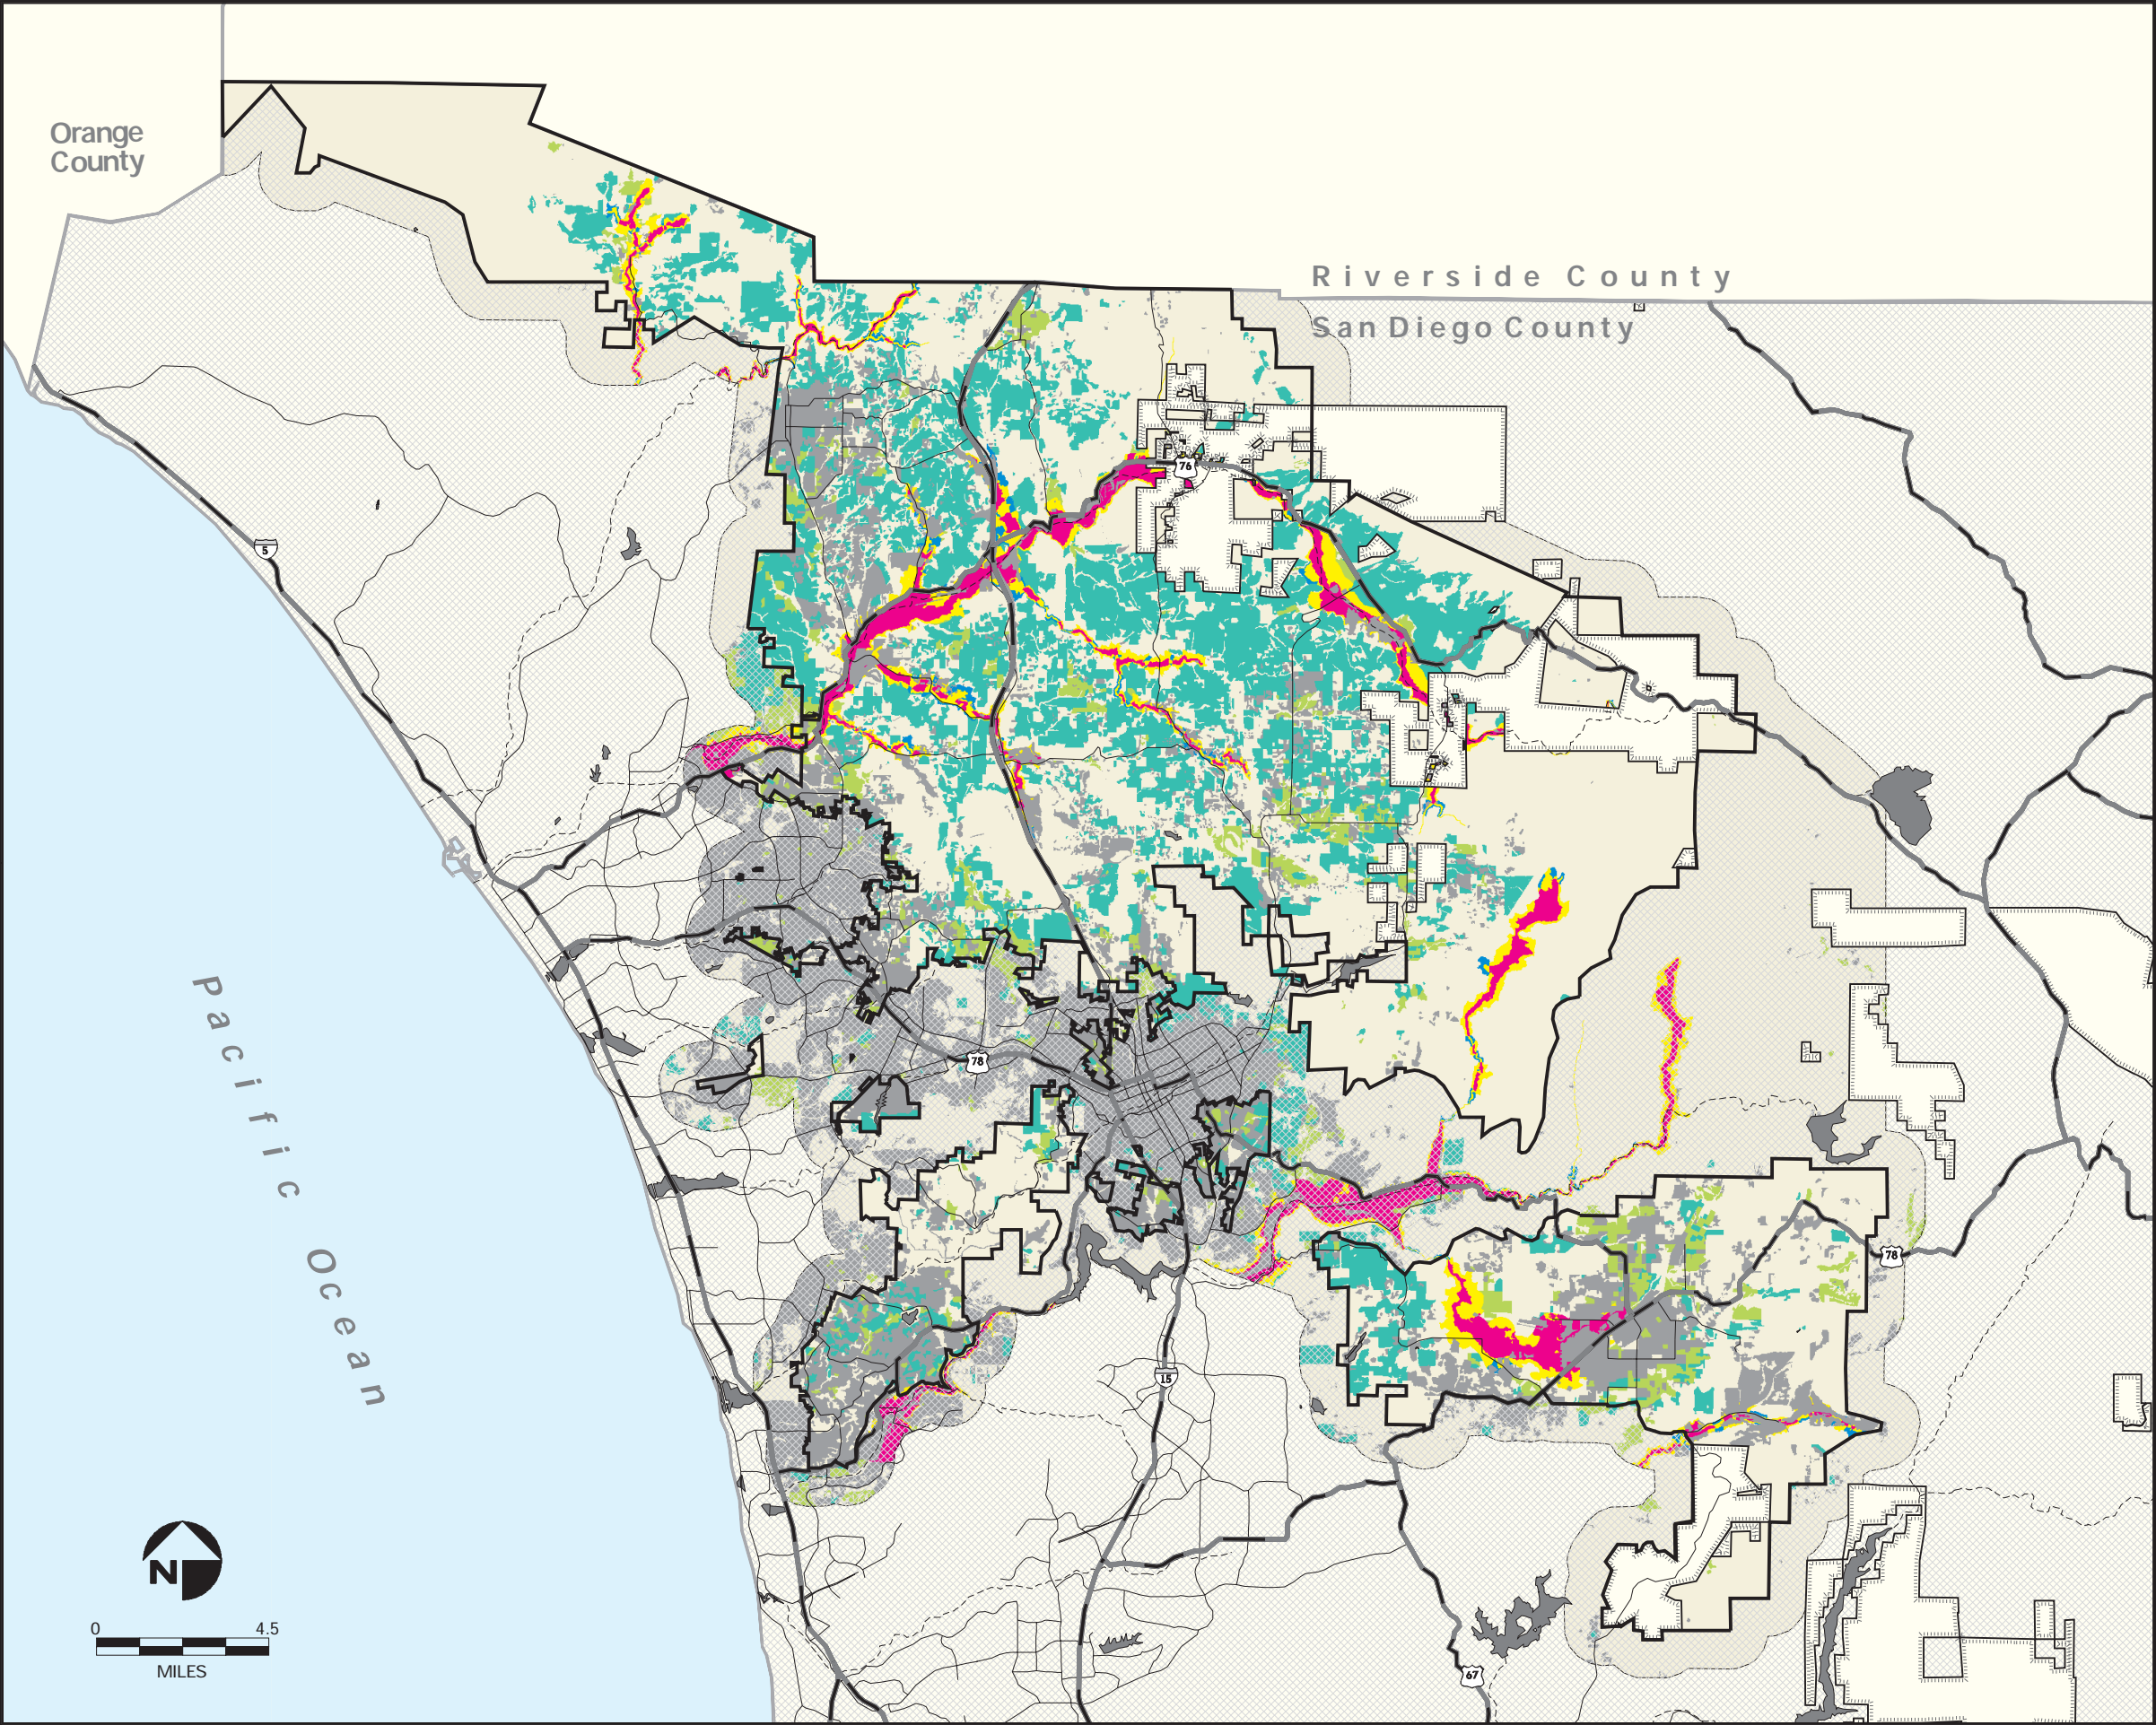 Orange
County
Riverside County
San Diego County
76
5
Pacific Ocean
78
78
15
67
N
0 4.5
MILES